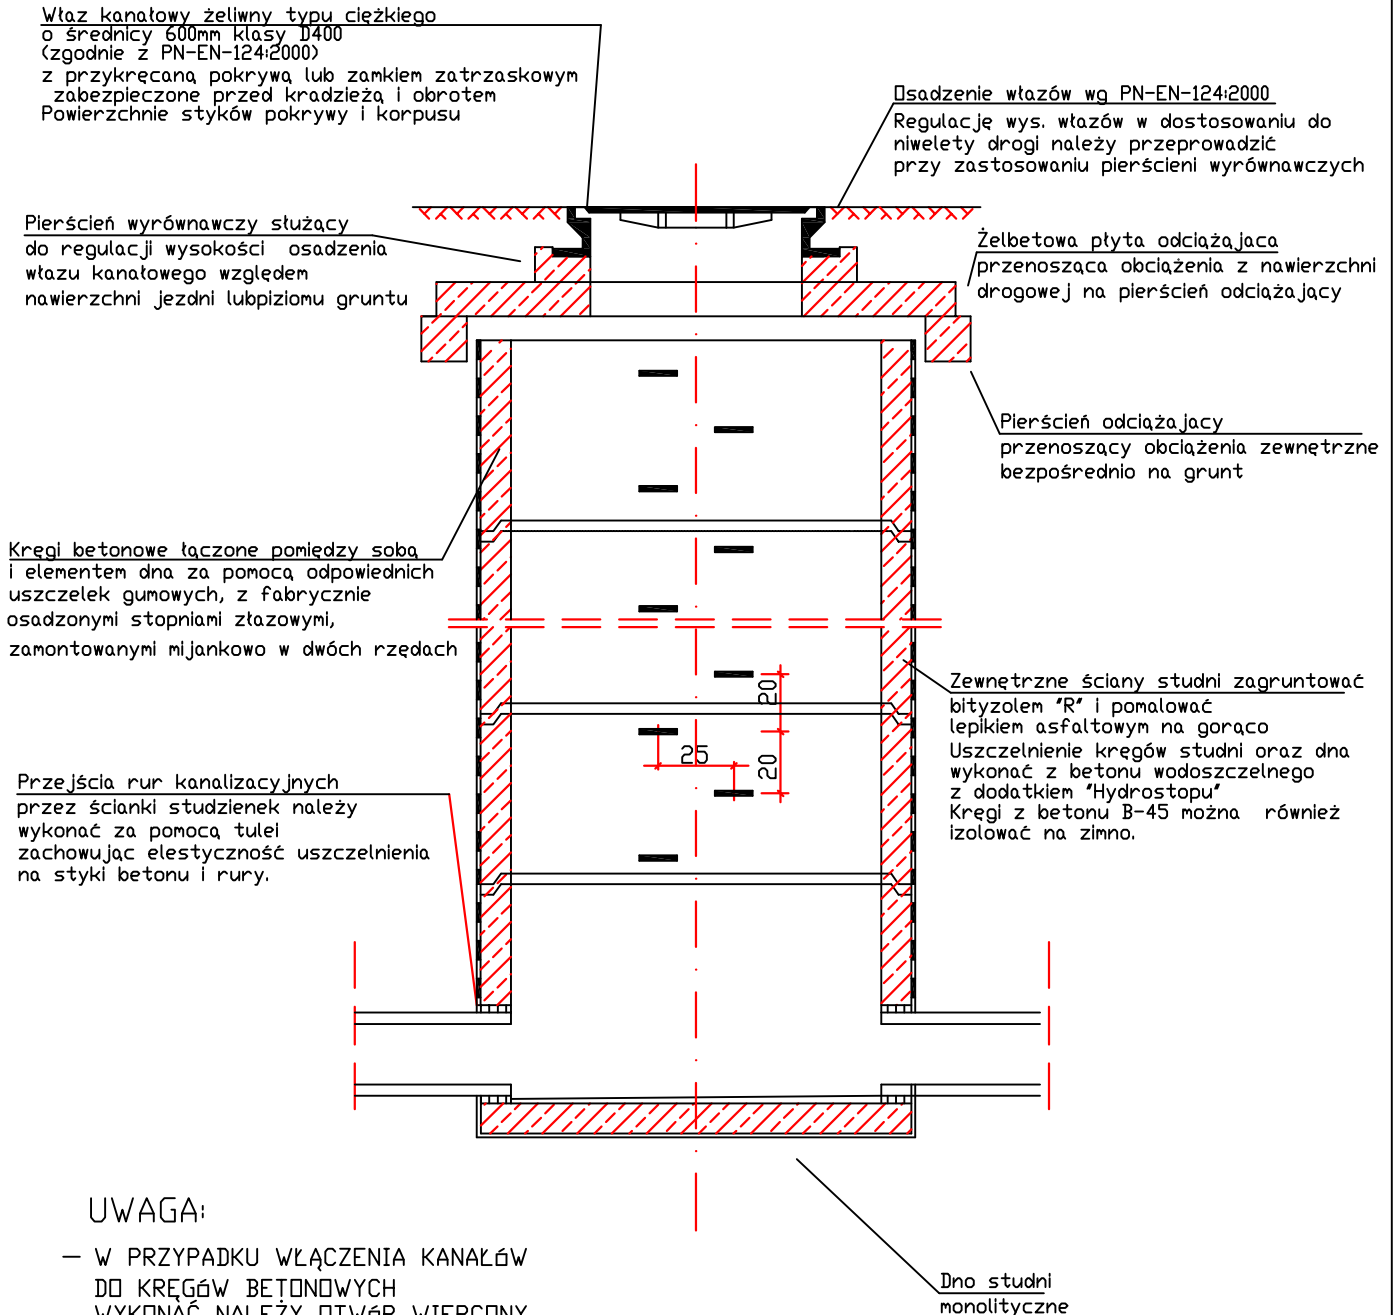 Właz kanałowy żeliwny typu ciężkiego
o średnicy 600mm klasy D400
(zgodnie z PN-EN-124:2000)
z przykręcaną pokrywą lub zamkiem zatrzaskowym
zabezpieczone przed kradzieżą i obrotem
Powierzchnie styków pokrywy i korpusu
Osadzenie włazów wg PN-EN-124:2000
Regulację wys. włazów w dostosowaniu do
niwelety drogi należy przeprowadzić
przy zastosowaniu pierścieni wyrównawczych
Pierścień wyrównawczy służący
do regulacji wysokości osadzenia
włazu kanałowego względem
nawierzchni jezdni lubpiziomu gruntu
Żelbetowa płyta odciążajaca
przenosząca obciążenia z nawierzchni
drogowej na pierścień odciążający
Pierścień odciążajacy
przenoszący obciążenia zewnętrzne
bezpośrednio na grunt
Kręgi betonowe łączone pomiędzy sobą
i elementem dna za pomocą odpowiednich
uszczelek gumowych, z fabrycznie
osadzonymi stopniami złazowymi,
zamontowanymi mijankowo w dwóch rzędach
Zewnętrzne ściany studni zagruntować
bityzolem "R" i pomalować
lepikiem asfaltowym na gorąco
Uszczelnienie kręgów studni oraz dna
wykonać z betonu wodoszczelnego
z dodatkiem "Hydrostopu"
Kręgi z betonu B-45 można również
izolować na zimno.
20
25
20
Przejścia rur kanalizacyjnych
przez ścianki studzienek należy
wykonać za pomocą tulei
zachowując elestyczność uszczelnienia
na styki betonu i rury.
UWAGA:
— W PRZYPADKU WŁĄCZENIA KANAŁóW
DO KRĘGóW BETONOWYCH
WYKONAĆ NALEŻY OTWóR WIERCONY
Dno studni
monolityczne